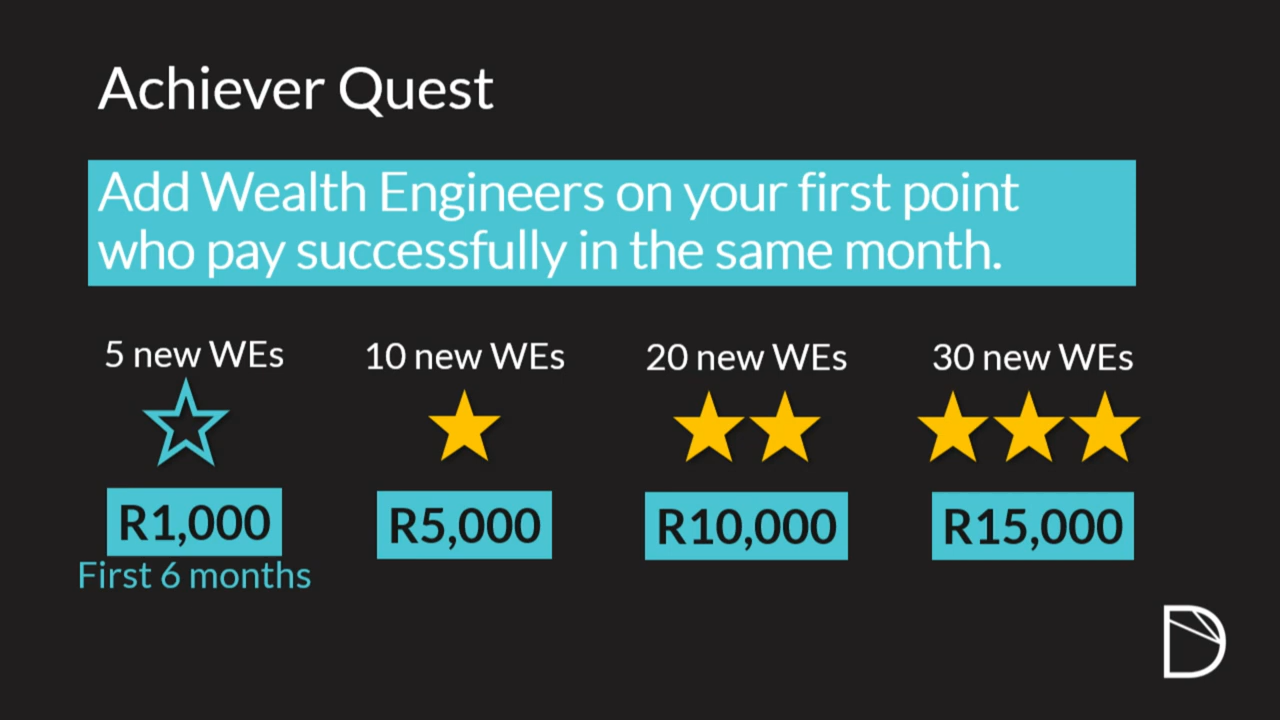 Achiever Quest
Add Wealth Engineers on your first point
who pay successfully in the same month.
5 new WEs
10 new WEs
20 new WEs
30 new WEs
R1,000
R5,000
R10,000
R15,000
First 6 months